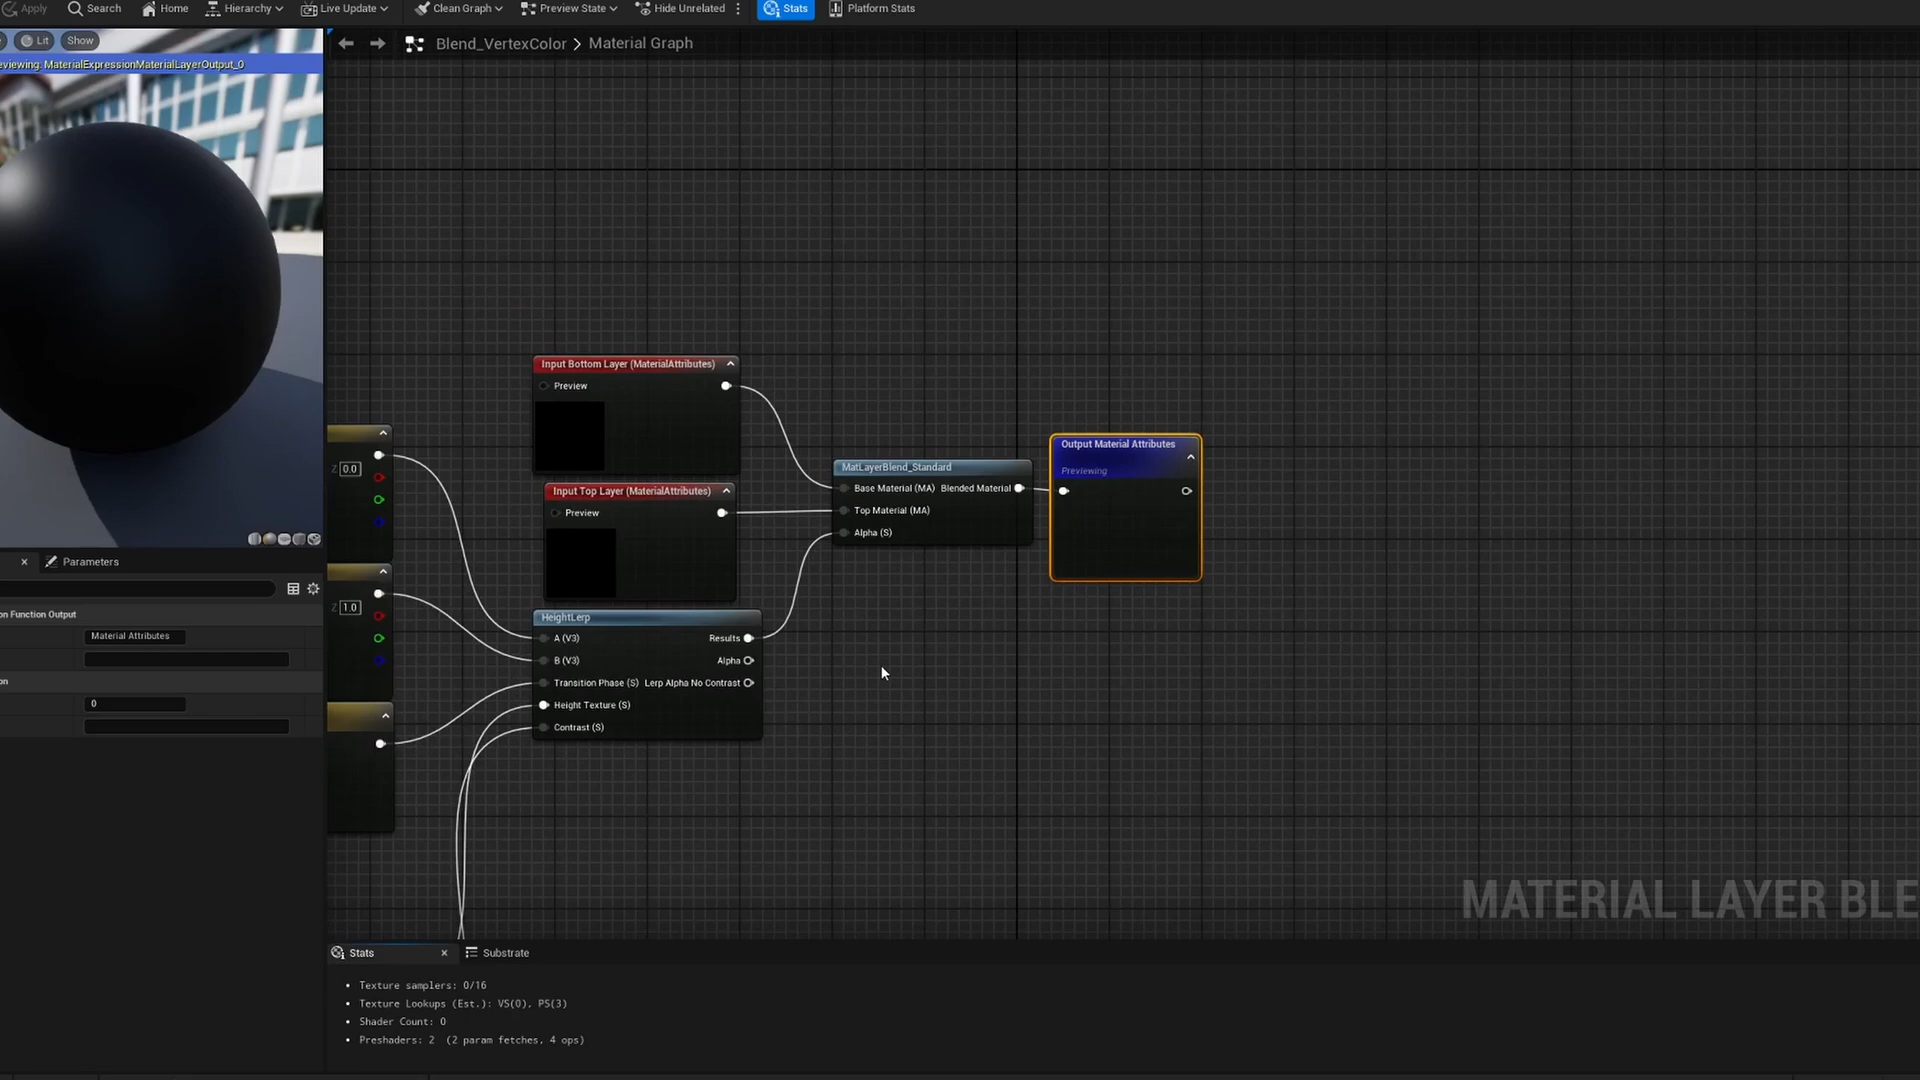 Apply Search Home Hierarchy Live Update Clean Graph Preview State Hide Unrelated Stats Platform Stats
Lit Show
Blend_VertexColor > Material Graph
eviewing: MaterialExpressionMaterialLayerOutput_0
Input Bottom Layer (MaterialAttributes)
Preview
Z 0.0
Input Top Layer (MaterialAttributes)
Preview
MatLayerBlend_Standard
Base Material (MA) Blended Material
Top Material (MA)
Alpha (S)
Output Material Attributes
Previewing
Z 1.0
HeightLerp
A (V3) Results
B (V3) Alpha
Transition Phase (S) Lerp Alpha No Contrast
Height Texture (S)
Contrast (S)
Parameters
on Function Output
Material Attributes
on
0
MATERIAL LAYER BLE
Stats Substrate
• Texture samplers: 0/16
• Texture Lookups (Est.): VS(0), PS(3)
• Shader Count: 0
• Preshaders: 2 (2 param fetches, 4 ops)